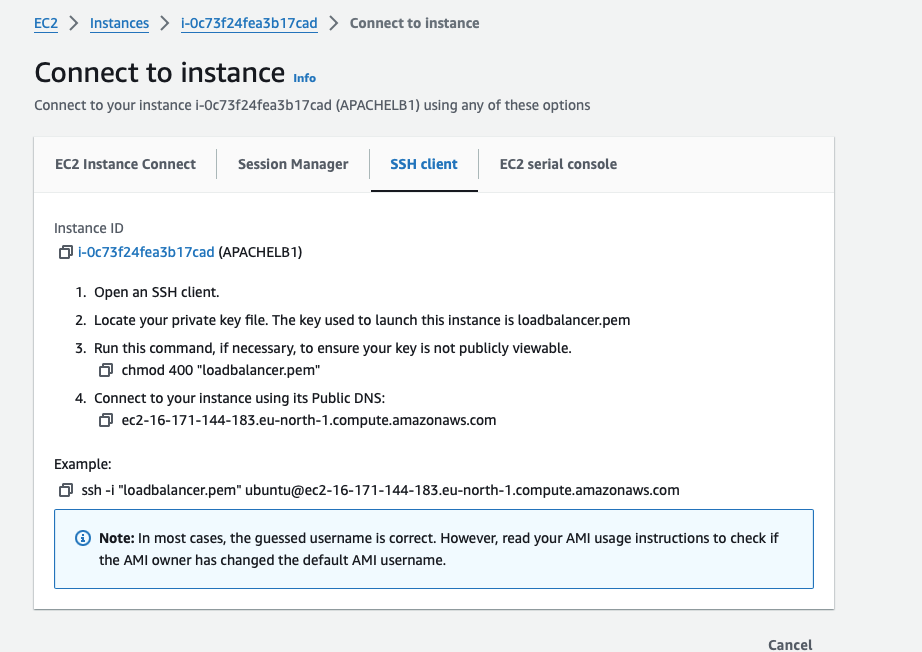 EC2 > Instances > i-0c73f24fea3b17cad > Connect to instance
Connect to instance Info
Connect to your instance i-0c73f24fea3b17cad (APACHELB1) using any of these options
EC2 Instance Connect Session Manager SSH client EC2 serial console
Instance ID
i-0c73f24fea3b17cad (APACHELB1)
1. Open an SSH client.
2. Locate your private key file. The key used to launch this instance is loadbalancer.pem
3. Run this command, if necessary, to ensure your key is not publicly viewable.
chmod 400 "loadbalancer.pem"
4. Connect to your instance using its Public DNS:
ec2-16-171-144-183.eu-north-1.compute.amazonaws.com
Example:
ssh -i "loadbalancer.pem" ubuntu@ec2-16-171-144-183.eu-north-1.compute.amazonaws.com
Note: In most cases, the guessed username is correct. However, read your AMI usage instructions to check if
the AMI owner has changed the default AMI username.
Cancel